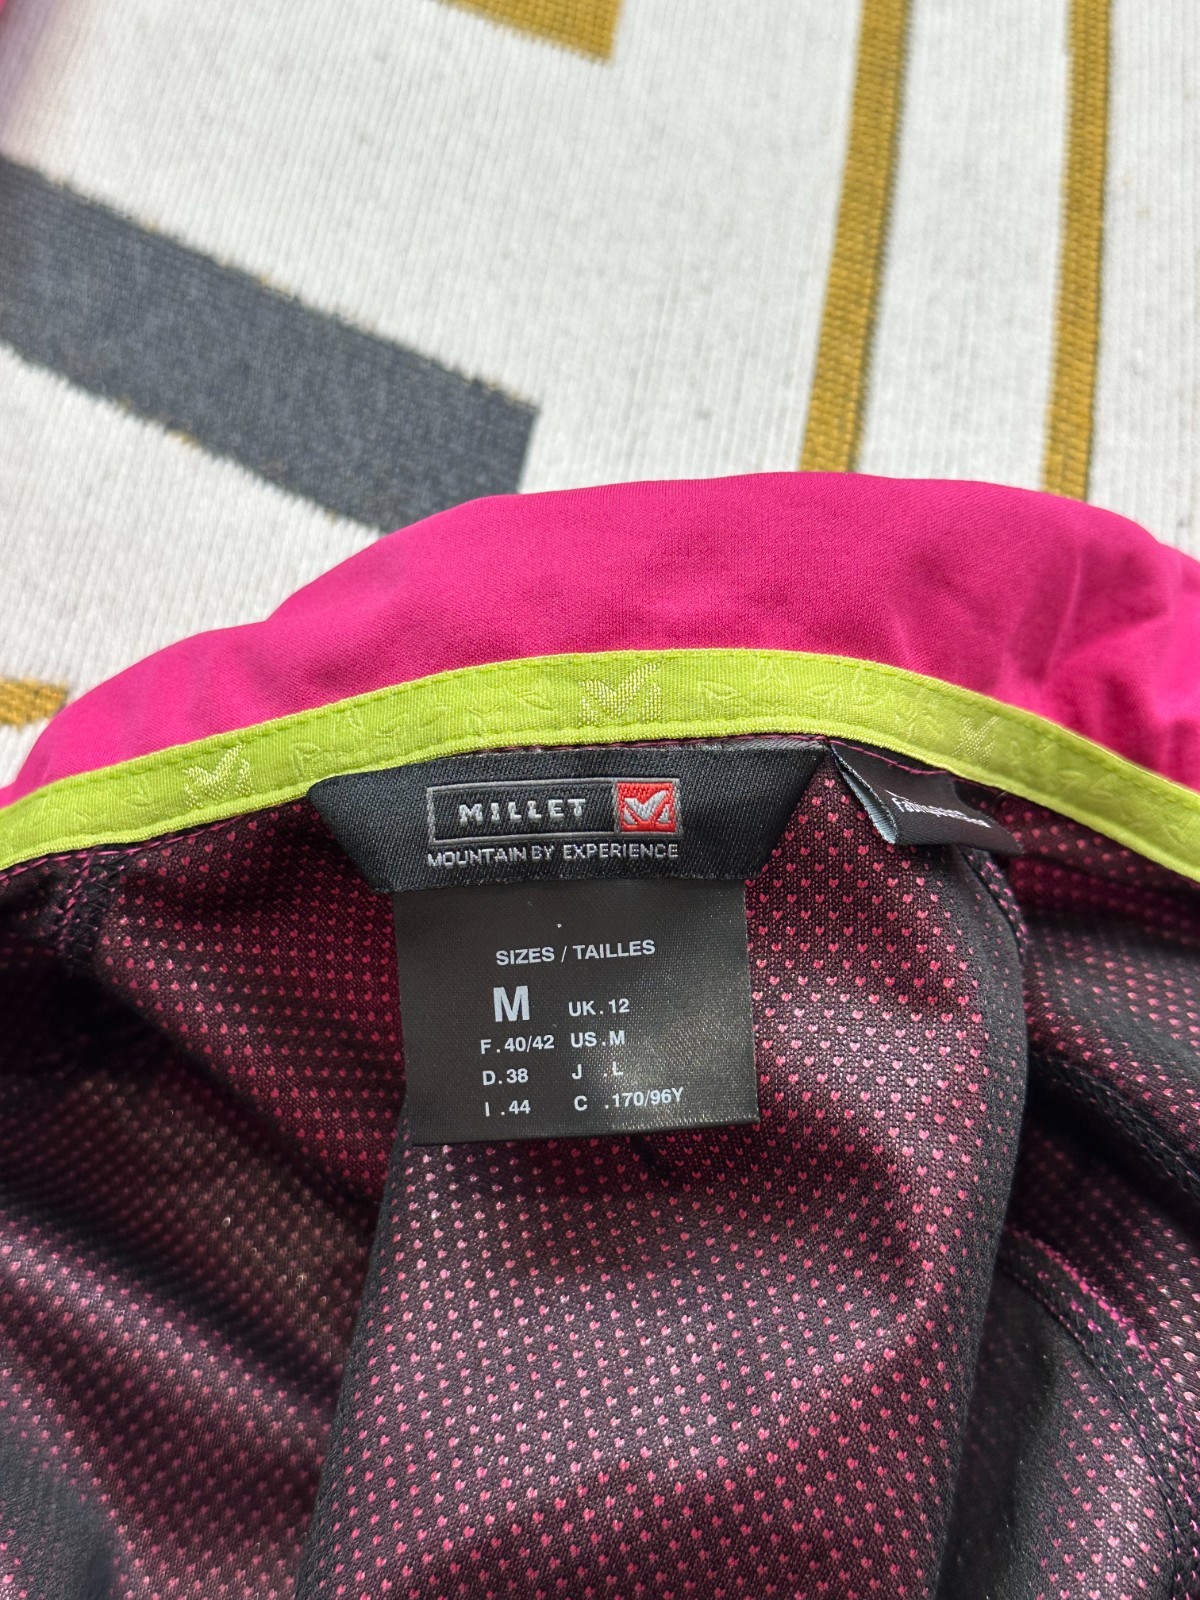 MILLET
MOUNTAIN BY EXPERIENCE
SIZES / TAILLES
M UK . 12
F . 40/42 US . M
D . 38 J . L
I . 44 C . 170/96Y